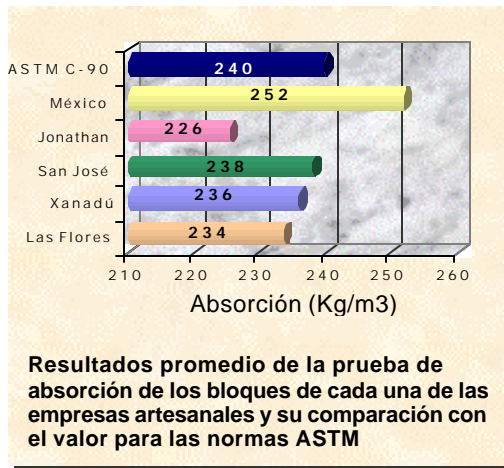 ASTM C-90
240
México
252
Jonathan
226
San José
238
Xanadú
236
Las Flores
234
210 220 230 240 250 260
Absorción (Kg/m3)
Resultados promedio de la prueba de
absorción de los bloques de cada una de las
empresas artesanales y su comparación con
el valor para las normas ASTM